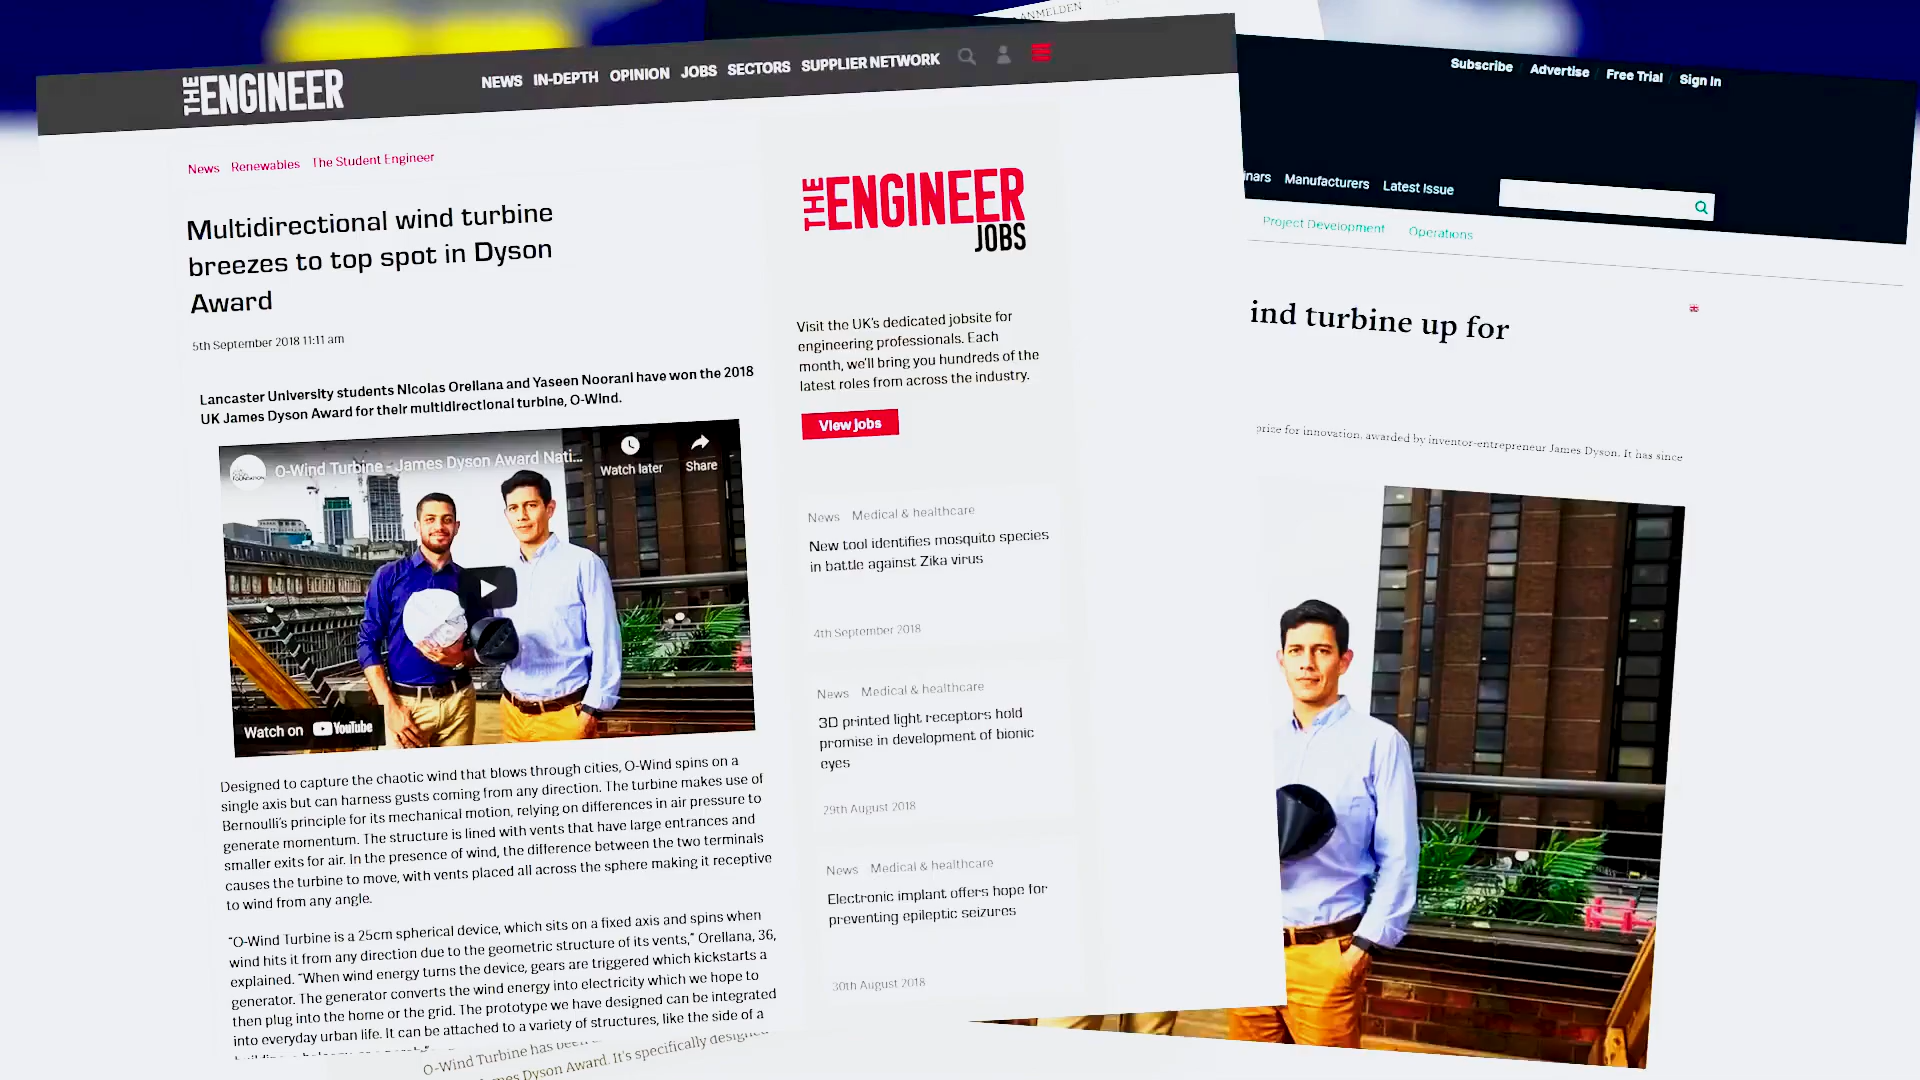 ANMELDEN
THE ENGINEER
NEWS IN-DEPTH OPINION JOBS SECTORS SUPPLIER NETWORK
News Renewables The Student Engineer
Multidirectional wind turbine
breezes to top spot in Dyson
Award
5th September 2018 11:11 am
Lancaster University students Nicolas Orellana and Yaseen Noorani have won the 2018
UK James Dyson Award for their multidirectional turbine, O-Wind.
O-Wind Turbine - James Dyson Award Nati...
Watch later
Share
Watch on YouTube
Designed to capture the chaotic wind that blows through cities, O-Wind spins on a
single axis but can harness gusts coming from any direction. The turbine makes use of
Bernoulli's principle for its mechanical motion, relying on differences in air pressure to
generate momentum. The structure is lined with vents that have large entrances and
smaller exits for air. In the presence of wind, the difference between the two terminals
causes the turbine to move, with vents placed all across the sphere making it receptive
to wind from any angle.
"O-Wind Turbine is a 25cm spherical device, which sits on a fixed axis and spins when
wind hits it from any direction due to the geometric structure of its vents," Orellana, 36,
explained. "When wind energy turns the device, gears are triggered which kickstarts a
generator. The generator converts the wind energy into electricity which we hope to
then plug into the home or the grid. The prototype we have designed can be integrated
into everyday urban life. It can be attached to a variety of structures, like the side of a
O-Wind Turbine has been
James Dyson Award. It's specifically designed
THE ENGINEER
JOBS
Visit the UK's dedicated jobsite for
engineering professionals. Each
month, we'll bring you hundreds of the
latest roles from across the industry.
View jobs
News Medical & healthcare
New tool identifies mosquito species
in battle against Zika virus
4th September 2018
News Medical & healthcare
3D printed light receptors hold
promise in development of bionic
eyes
29th August 2018
News Medical & healthcare
Electronic implant offers hope for
preventing epileptic seizures
30th August 2018
Subscribe Advertise Free Trial Sign In
inars Manufacturers Latest Issue
Project Development Operations
ind turbine up for
prize for innovation, awarded by inventor-entrepreneur James Dyson. It has since